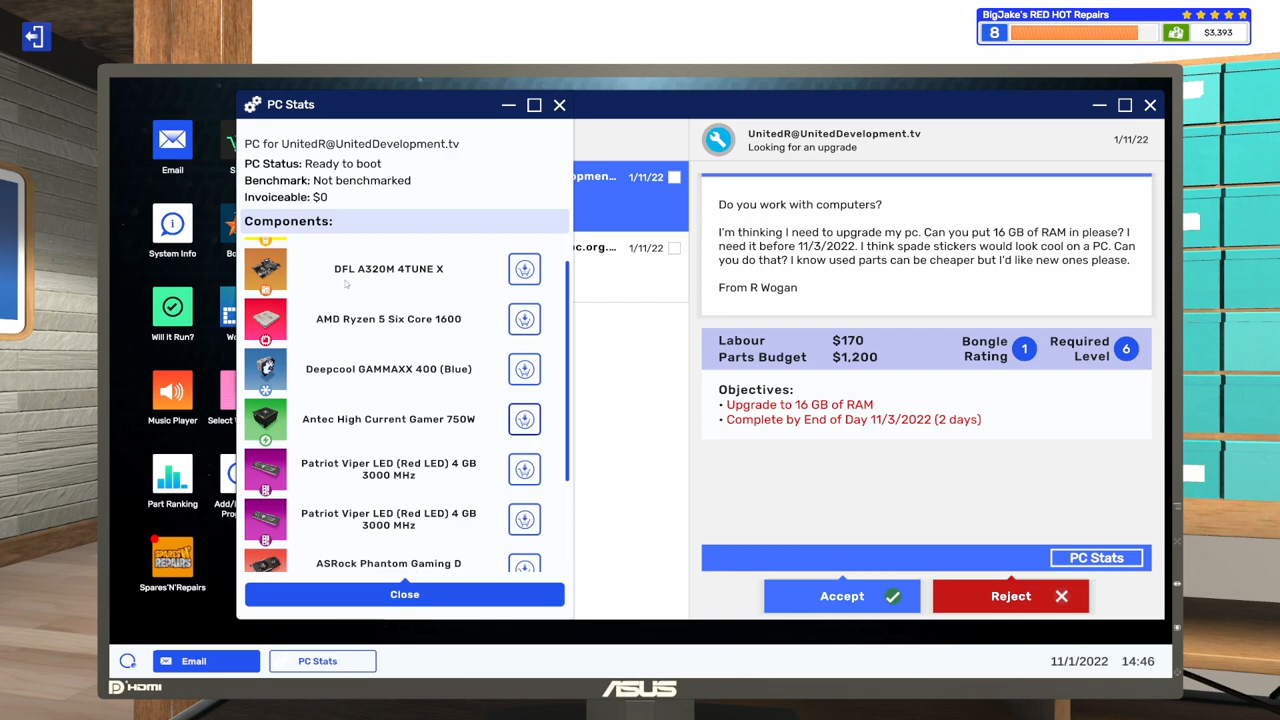 BigJake's RED HOT Repairs
8
$3,393
PC Stats
PC for UnitedR@UnitedDevelopment.tv
PC Status: Ready to boot
Benchmark: Not benchmarked
Invoiceable: $0
Components:
DFL A320M 4TUNE X
AMD Ryzen 5 Six Core 1600
Deepcool GAMMAXX 400 (Blue)
Antec High Current Gamer 750W
Patriot Viper LED (Red LED) 4 GB
3000 MHz
Patriot Viper LED (Red LED) 4 GB
3000 MHz
ASRock Phantom Gaming D
Close
Email
System Info
Will It Run?
Music Player
Select
Part Ranking
Add/
Pro
Spares'N'Repairs
SPARES
REPAIRS
opmen... 1/11/22
oc.org.... 1/11/22
UnitedR@UnitedDevelopment.tv
Looking for an upgrade
1/11/22
Do you work with computers?
I'm thinking I need to upgrade my pc. Can you put 16 GB of RAM in please? I
need it before 11/3/2022. I think spade stickers would look cool on a PC. Can
you do that? I know used parts can be cheaper but I'd like new ones please.
From R Wogan
Labour $170
Parts Budget $1,200
Bongle
Rating 1
Required
Level 6
Objectives:
• Upgrade to 16 GB of RAM
• Complete by End of Day 11/3/2022 (2 days)
PC Stats
Accept
Reject
Email
PC Stats
11/1/2022 14:46
HDMI
ASUS